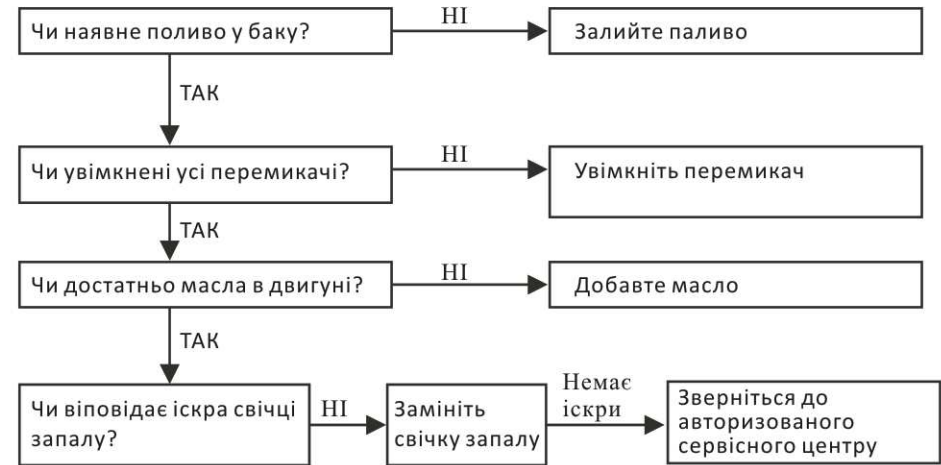 Чи наявне поливо у баку?
НІ
Залийте паливо
ТАК
Чи увімкнені усі перемикачі?
НІ
Увімкніть перемикач
ТАК
Чи достатньо масла в двигуні?
НІ
Добавте масло
ТАК
Чи віповідає іскра свічці
запалу?
НІ
Замініть
свічку запалу
Немає
іскри
Зверніться до
авторизованого
сервісного центру